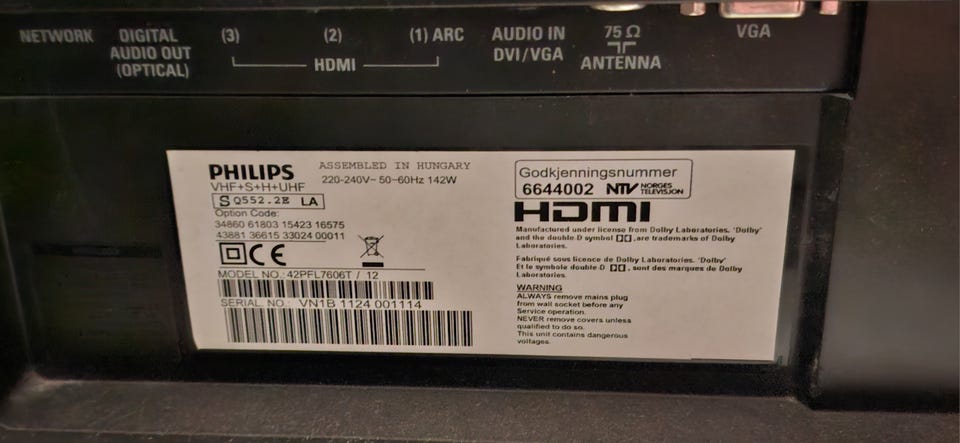 NETWORK
DIGITAL
AUDIO OUT
(OPTICAL)
(3) (2) (1) ARC
HDMI
AUDIO IN
DVI/VGA
75 Ω
ANTENNA
VGA
PHILIPS
ASSEMBLED IN HUNGARY
VHF+S+H+UHF
220-240V~ 50-60Hz 142W
S Q552.2E LA
Option Code:
34860 61803 15423 16575
43881 36615 33024 00011
CE
MODEL NO.: 42PFL7606T / 12
SERIAL NO.: VN1B 1124 001114
Godkjenningsnummer
6644002 NTV NORGES
TELEVISJON
HDMI
Manufactured under license from Dolby Laboratories. 'Dolby'
and the double-D symbol ,are trademarks of Dolby
Laboratories.
Fabriqué sous licence de Dolby Laboratories. 'Dolby'
Et le symbole double-D , sont des marques de Dolby
Laboratories.
WARNING
ALWAYS remove mains plug
from wall socket before any
Service operation.
NEVER remove covers unless
qualified to do so.
This unit contains dangerous
voltages.